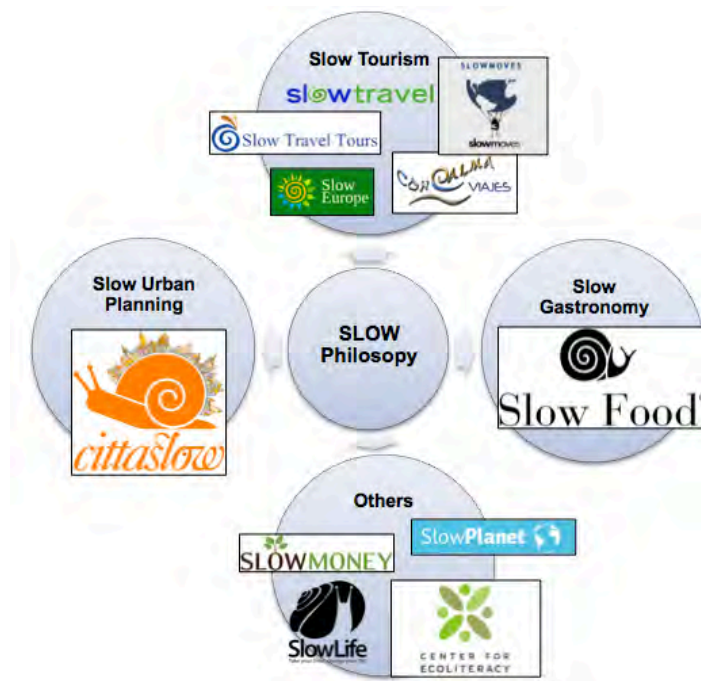 Slow Tourism
slowtravel
SLOWMOVES
slowmoves
Slow Travel Tours
Slow
Europe
CON CALMA
VIAJES
Slow Urban
Planning
cittaslow
SLOW
Philosopy
Slow
Gastronomy
Slow Food
Others
SLOWMONEY
SlowPlanet
SlowLife
CENTER FOR
ECOLITERACY